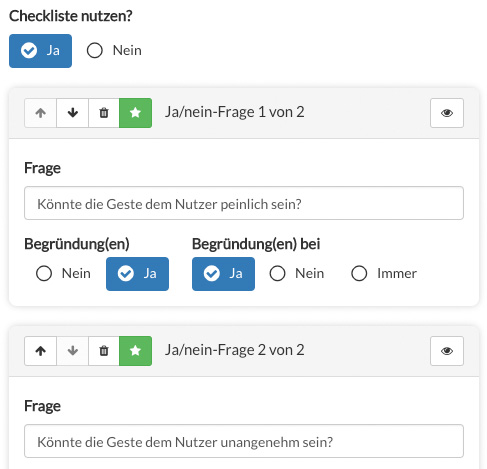 Checkliste nutzen?
Ja Nein
Ja/nein-Frage 1 von 2
Frage
Könnte die Geste dem Nutzer peinlich sein?
Begründung(en) Begründung(en) bei
Nein Ja Ja Nein Immer
Ja/nein-Frage 2 von 2
Frage
Könnte die Geste dem Nutzer unangenehm sein?